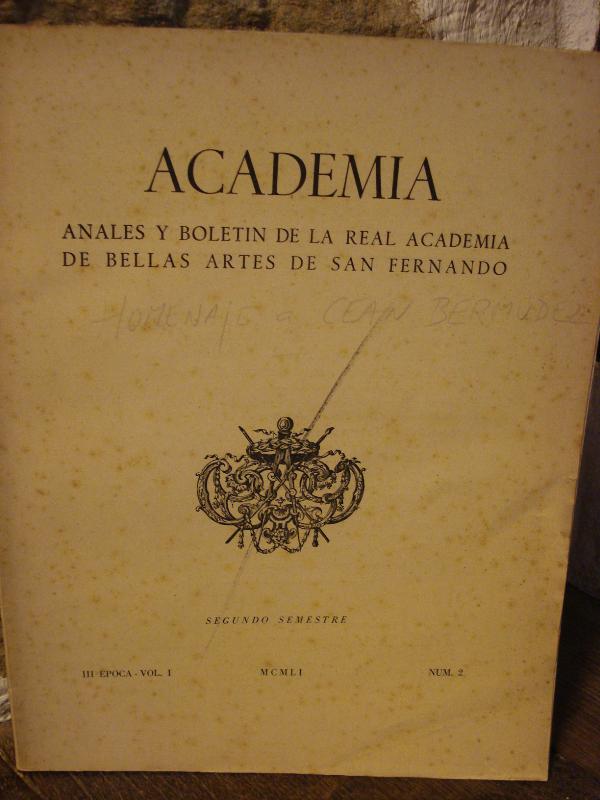 ACADEMIA
ANALES Y BOLETIN DE LA REAL ACADEMIA
DE BELLAS ARTES DE SAN FERNANDO
HOMENAJE a CEAN BERMUDEZ
SEGUNDO SEMESTRE
III EPOCA - VOL. I MCMLI NUM. 2